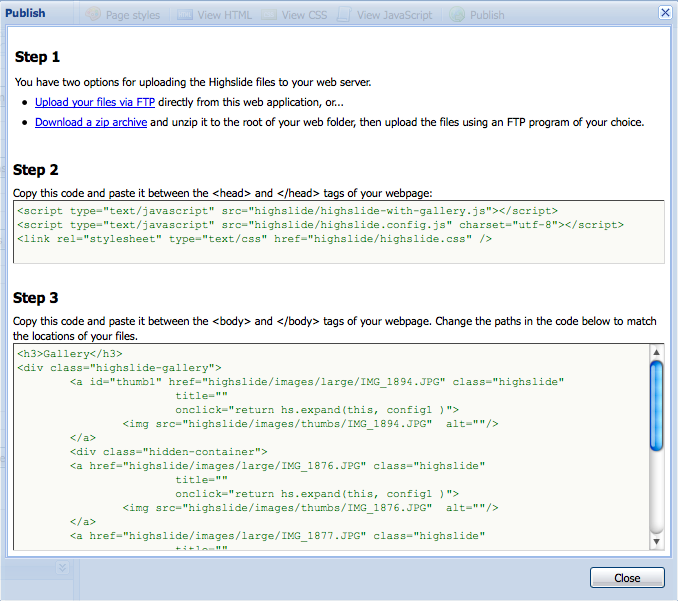 Publish
Page styles View HTML View CSS View JavaScript Publish
Step 1
You have two options for uploading the Highslide files to your web server.
• Upload your files via FTP directly from this web application, or...
• Download a zip archive and unzip it to the root of your web folder, then upload the files using an FTP program of your choice.
Step 2
Copy this code and paste it between the <head> and </head> tags of your webpage:
<script type="text/javascript" src="highslide/highslide-with-gallery.js"></script>
<script type="text/javascript" src="highslide/highslide.config.js" charset="utf-8"></script>
<link rel="stylesheet" type="text/css" href="highslide/highslide.css" />
Step 3
Copy this code and paste it between the <body> and </body> tags of your webpage. Change the paths in the code below to match
the locations of your files.
<h3>Gallery</h3>
<div class="highslide-gallery">
<a id="thumb1" href="highslide/images/large/IMG_1894.JPG" class="highslide"
title=""
onclick="return hs.expand(this, config1 )">
<img src="highslide/images/thumbs/IMG_1894.JPG"  alt=""/>
</a>
<div class="hidden-container">
<a href="highslide/images/large/IMG_1876.JPG" class="highslide"
title=""
onclick="return hs.expand(this, config1 )">
<img src="highslide/images/thumbs/IMG_1876.JPG"  alt=""/>
</a>
<a href="highslide/images/large/IMG_1877.JPG" class="highslide"
title=""
Close